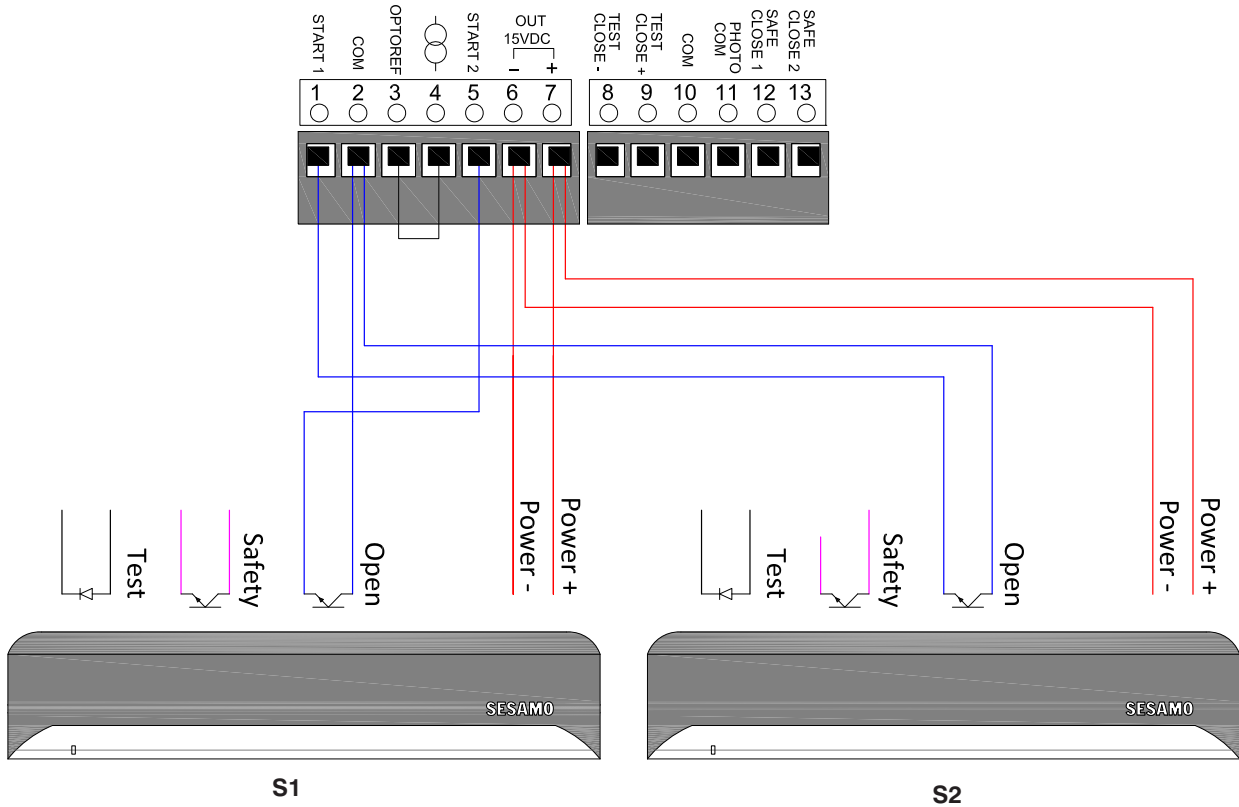 START 1
COM
OPTOREF
START 2
OUT
15VDC
- +
TEST
CLOSE -
TEST
CLOSE +
COM
PHOTO
COM
SAFE
CLOSE 1
SAFE
CLOSE 2
1 2 3 4 5 6 7 8 9 10 11 12 13
Test
Safety
Open
Power -
Power +
Test
Safety
Open
Power -
Power +
SESAMO
SESAMO
S1
S2